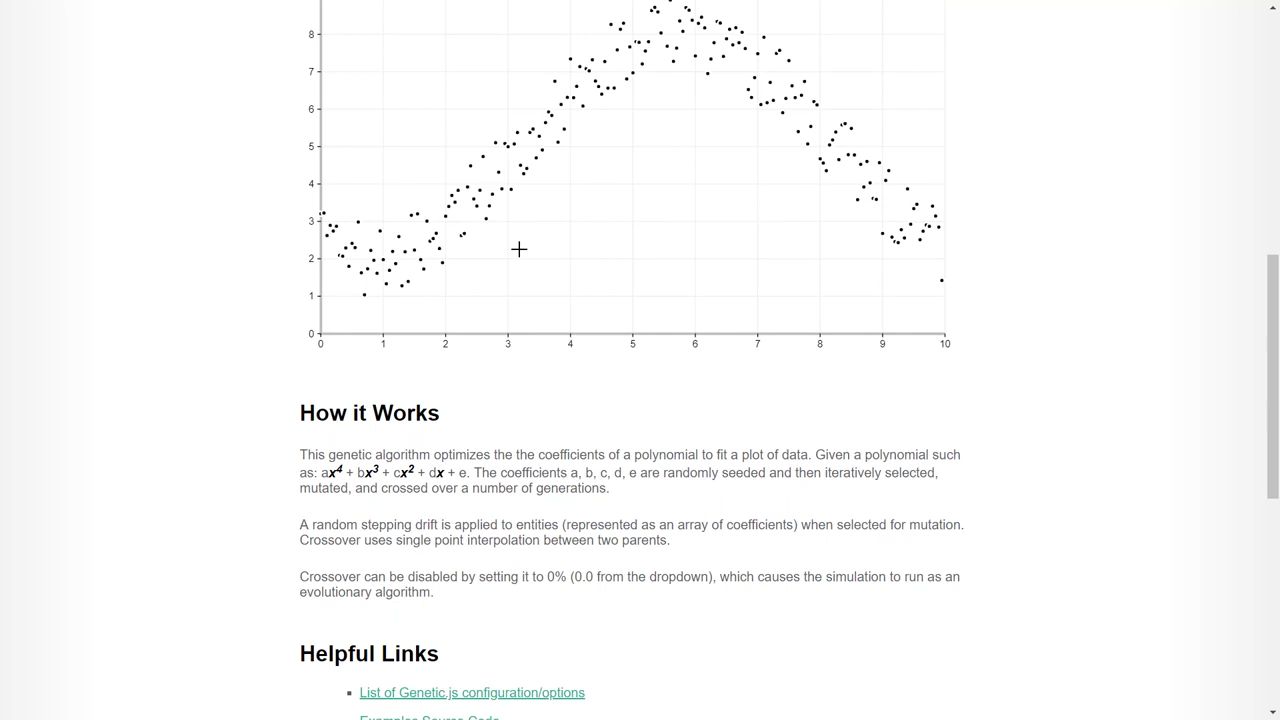 8
7
6
5
4
3
2
1
0
0 1 2 3 4 5 6 7 8 9 10
How it Works
This genetic algorithm optimizes the the coefficients of a polynomial to fit a plot of data. Given a polynomial such
as: ax⁴ + bx³ + cx² + dx + e. The coefficients a, b, c, d, e are randomly seeded and then iteratively selected,
mutated, and crossed over a number of generations.
A random stepping drift is applied to entities (represented as an array of coefficients) when selected for mutation.
Crossover uses single point interpolation between two parents.
Crossover can be disabled by setting it to 0% (0.0 from the dropdown), which causes the simulation to run as an
evolutionary algorithm.
Helpful Links
List of Genetic.js configuration/options
Examples Source Code